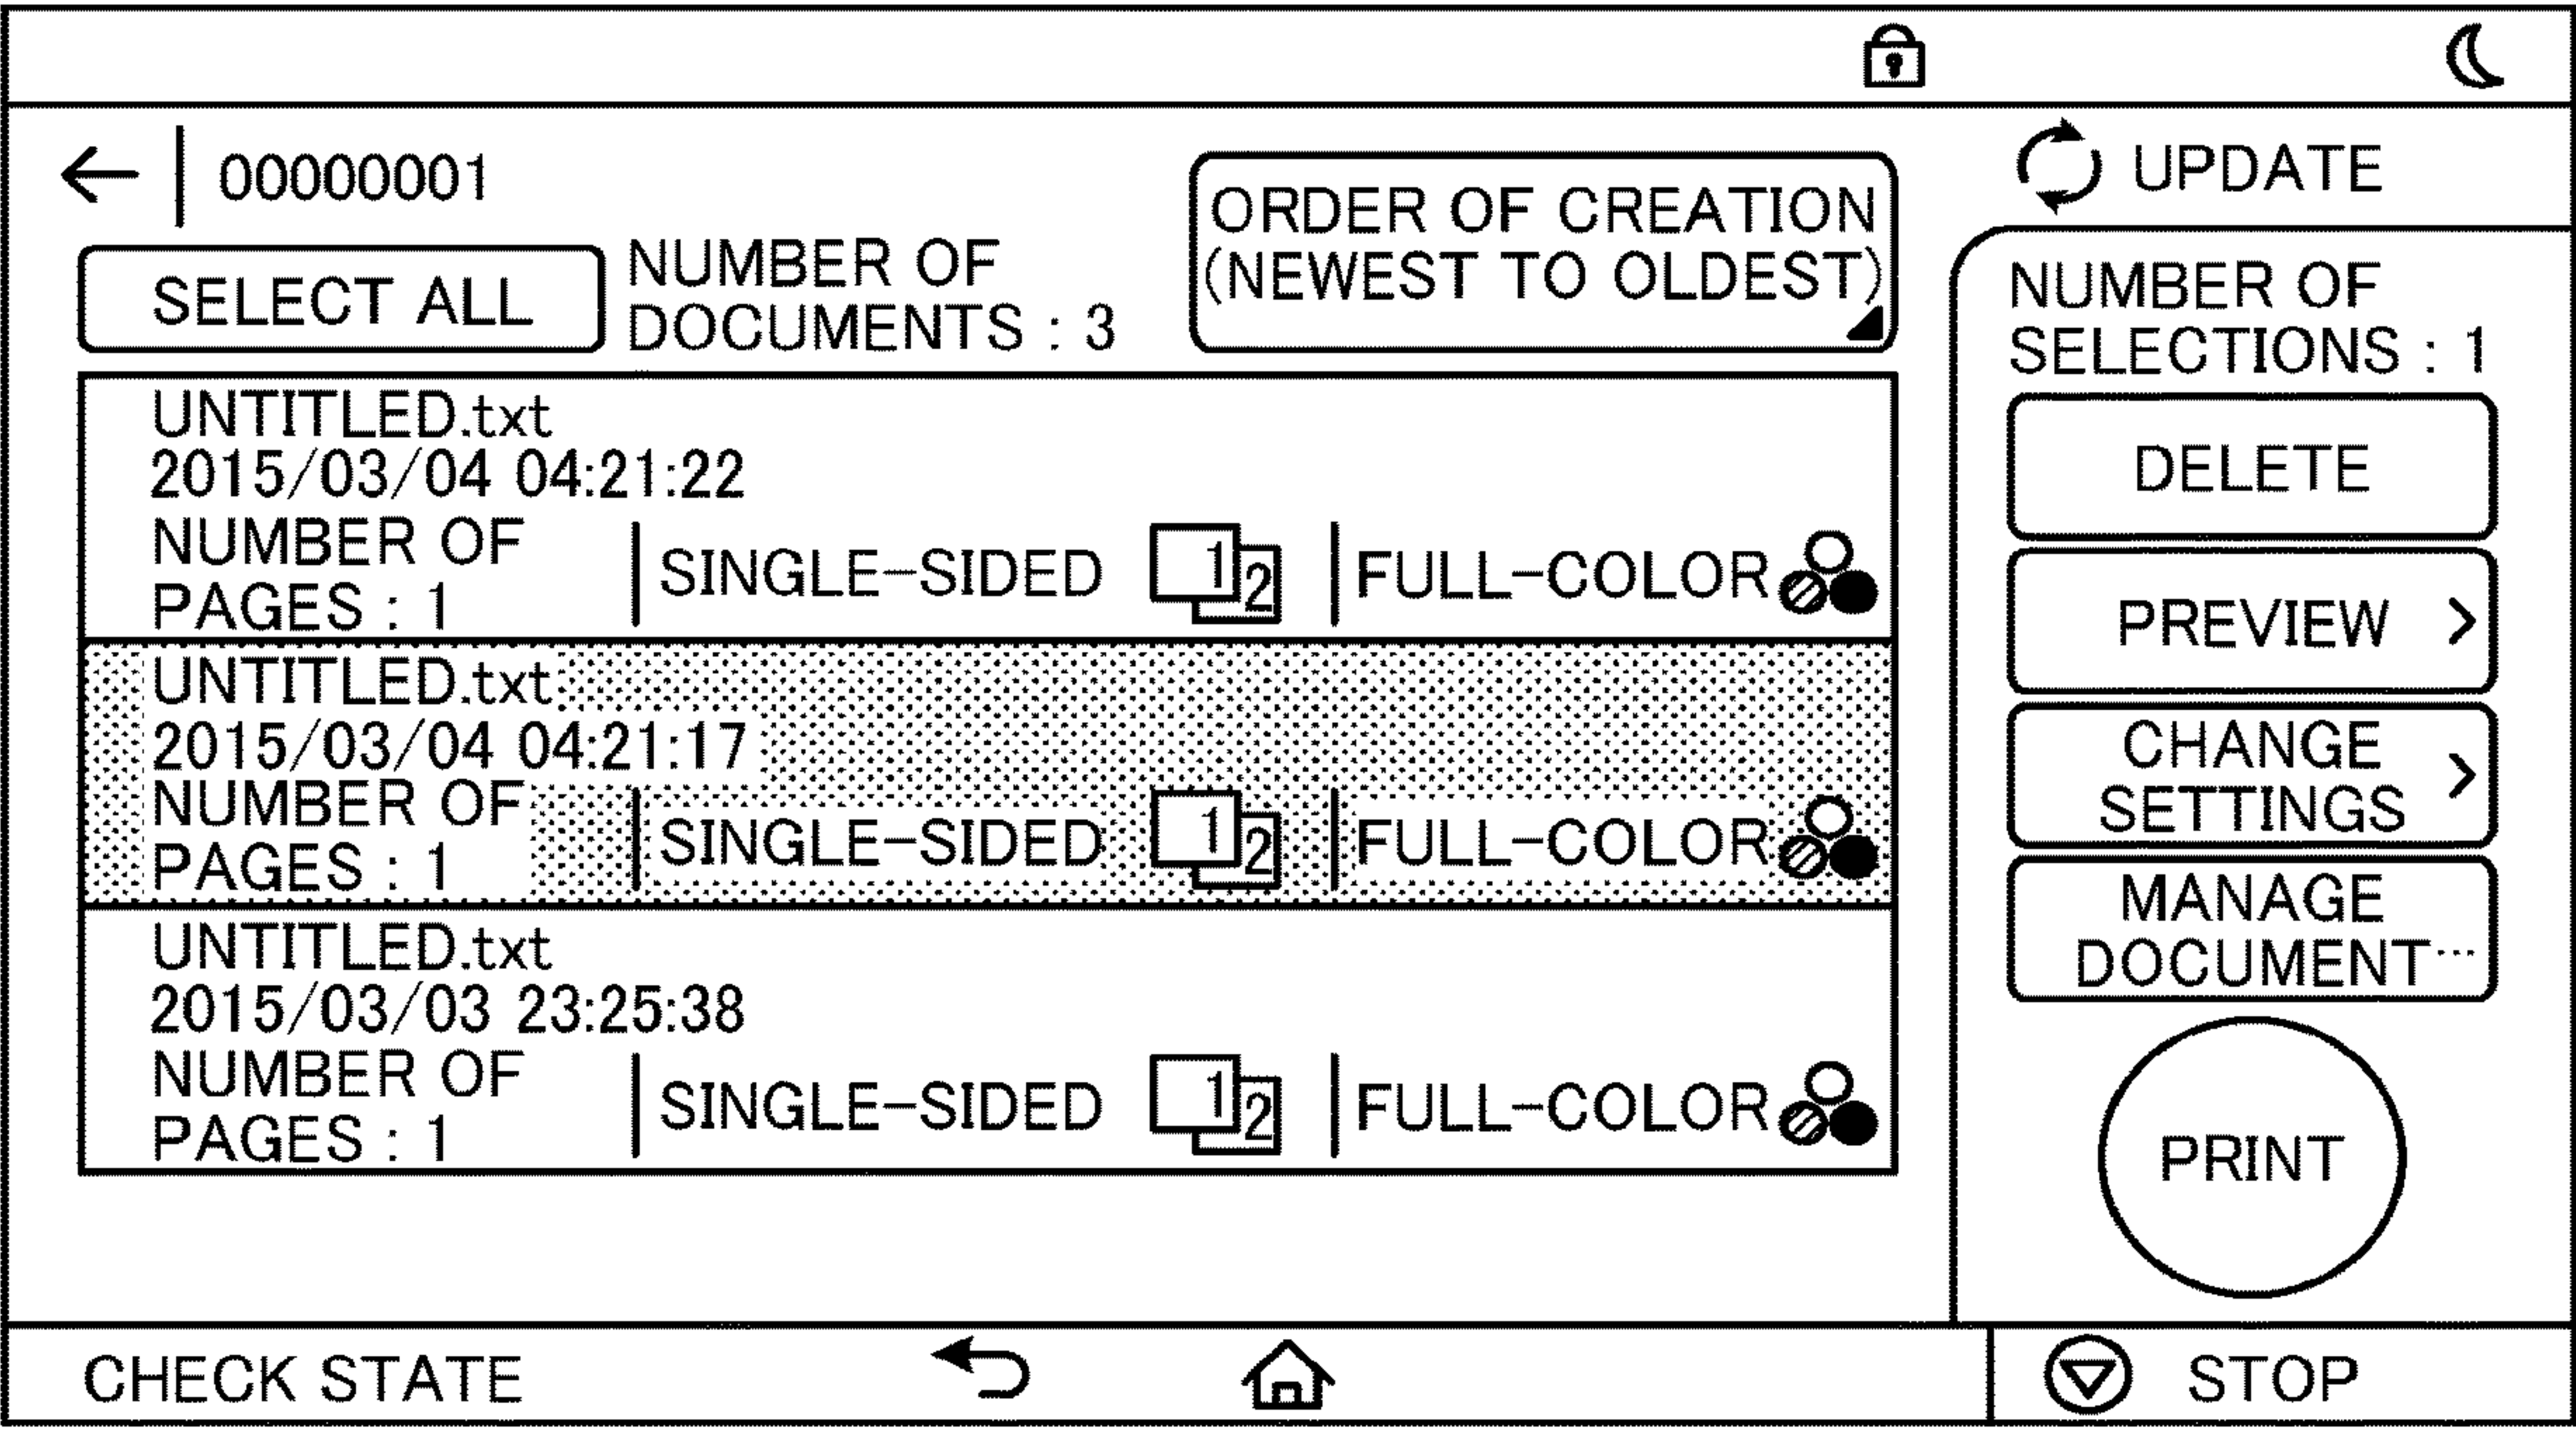 00000001
SELECT ALL
NUMBER OF
DOCUMENTS : 3
ORDER OF CREATION
(NEWEST TO OLDEST)
UPDATE
UNTITLED.txt
2015/03/04 04:21:22
NUMBER OF
PAGES : 1
SINGLE-SIDED
1
2
FULL-COLOR
UNTITLED.txt
2015/03/04 04:21:17
NUMBER OF
PAGES : 1
SINGLE-SIDED
1
2
FULL-COLOR
UNTITLED.txt
2015/03/03 23:25:38
NUMBER OF
PAGES : 1
SINGLE-SIDED
1
2
FULL-COLOR
NUMBER OF
SELECTIONS : 1
DELETE
PREVIEW >
CHANGE
SETTINGS >
MANAGE
DOCUMENT...
PRINT
CHECK STATE
STOP